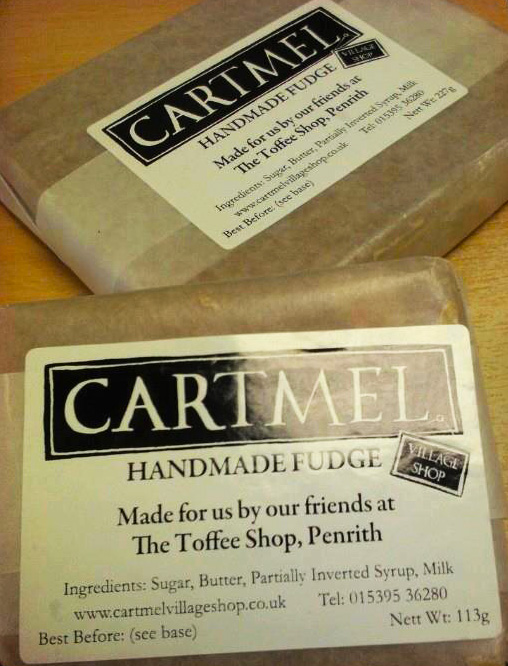 CARTMEL
VILLAGE
SHOP
HANDMADE FUDGE
Made for us by our friends at
The Toffee Shop, Penrith
Ingredients: Sugar, Butter, Partially Inverted Syrup, Milk
www.cartmelvillageshop.co.uk Tel: 015395 36280
Best Before: (see base) Nett Wt: 227g
CARTMEL
HANDMADE FUDGE
VILLAGE
SHOP
Made for us by our friends at
The Toffee Shop, Penrith
Ingredients: Sugar, Butter, Partially Inverted Syrup, Milk
www.cartmelvillageshop.co.uk Tel: 015395 36280
Best Before: (see base) Nett Wt: 113g